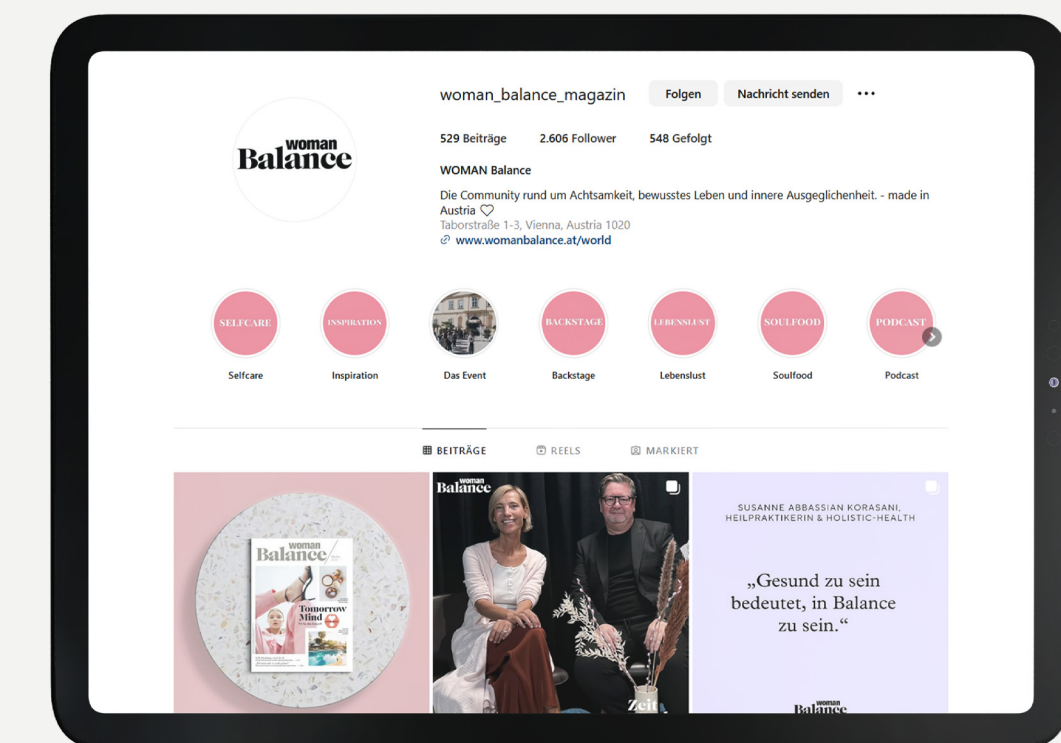 woman_balance_magazin Folgen Nachricht senden
woman
Balance
529 Beiträge 2.606 Follower 548 Gefolgt
WOMAN Balance
Die Community rund um Achtsamkeit, bewusstes Leben und innere Ausgeglichenheit. - made in
Austria
Taborstraße 1-3, Vienna, Austria 1020
www.womanbalance.at/world
SELFCARE INSPIRATION BACKSTAGE LEBENSLUST SOULFOOD PODCAST
Selfcare Inspiration Das Event Backstage Lebenslust Soulfood Podcast
BEITRÄGE REELS MARKIERT
woman
Balance
Tomorrow
Mind
woman
Balance
Zeit
SUSANNE ABBASSIAN KORASANI,
HEILPRAKTIKERIN & HOLISTIC-HEALTH
„Gesund zu sein
bedeutet, in Balance
zu sein.“
woman
Balance